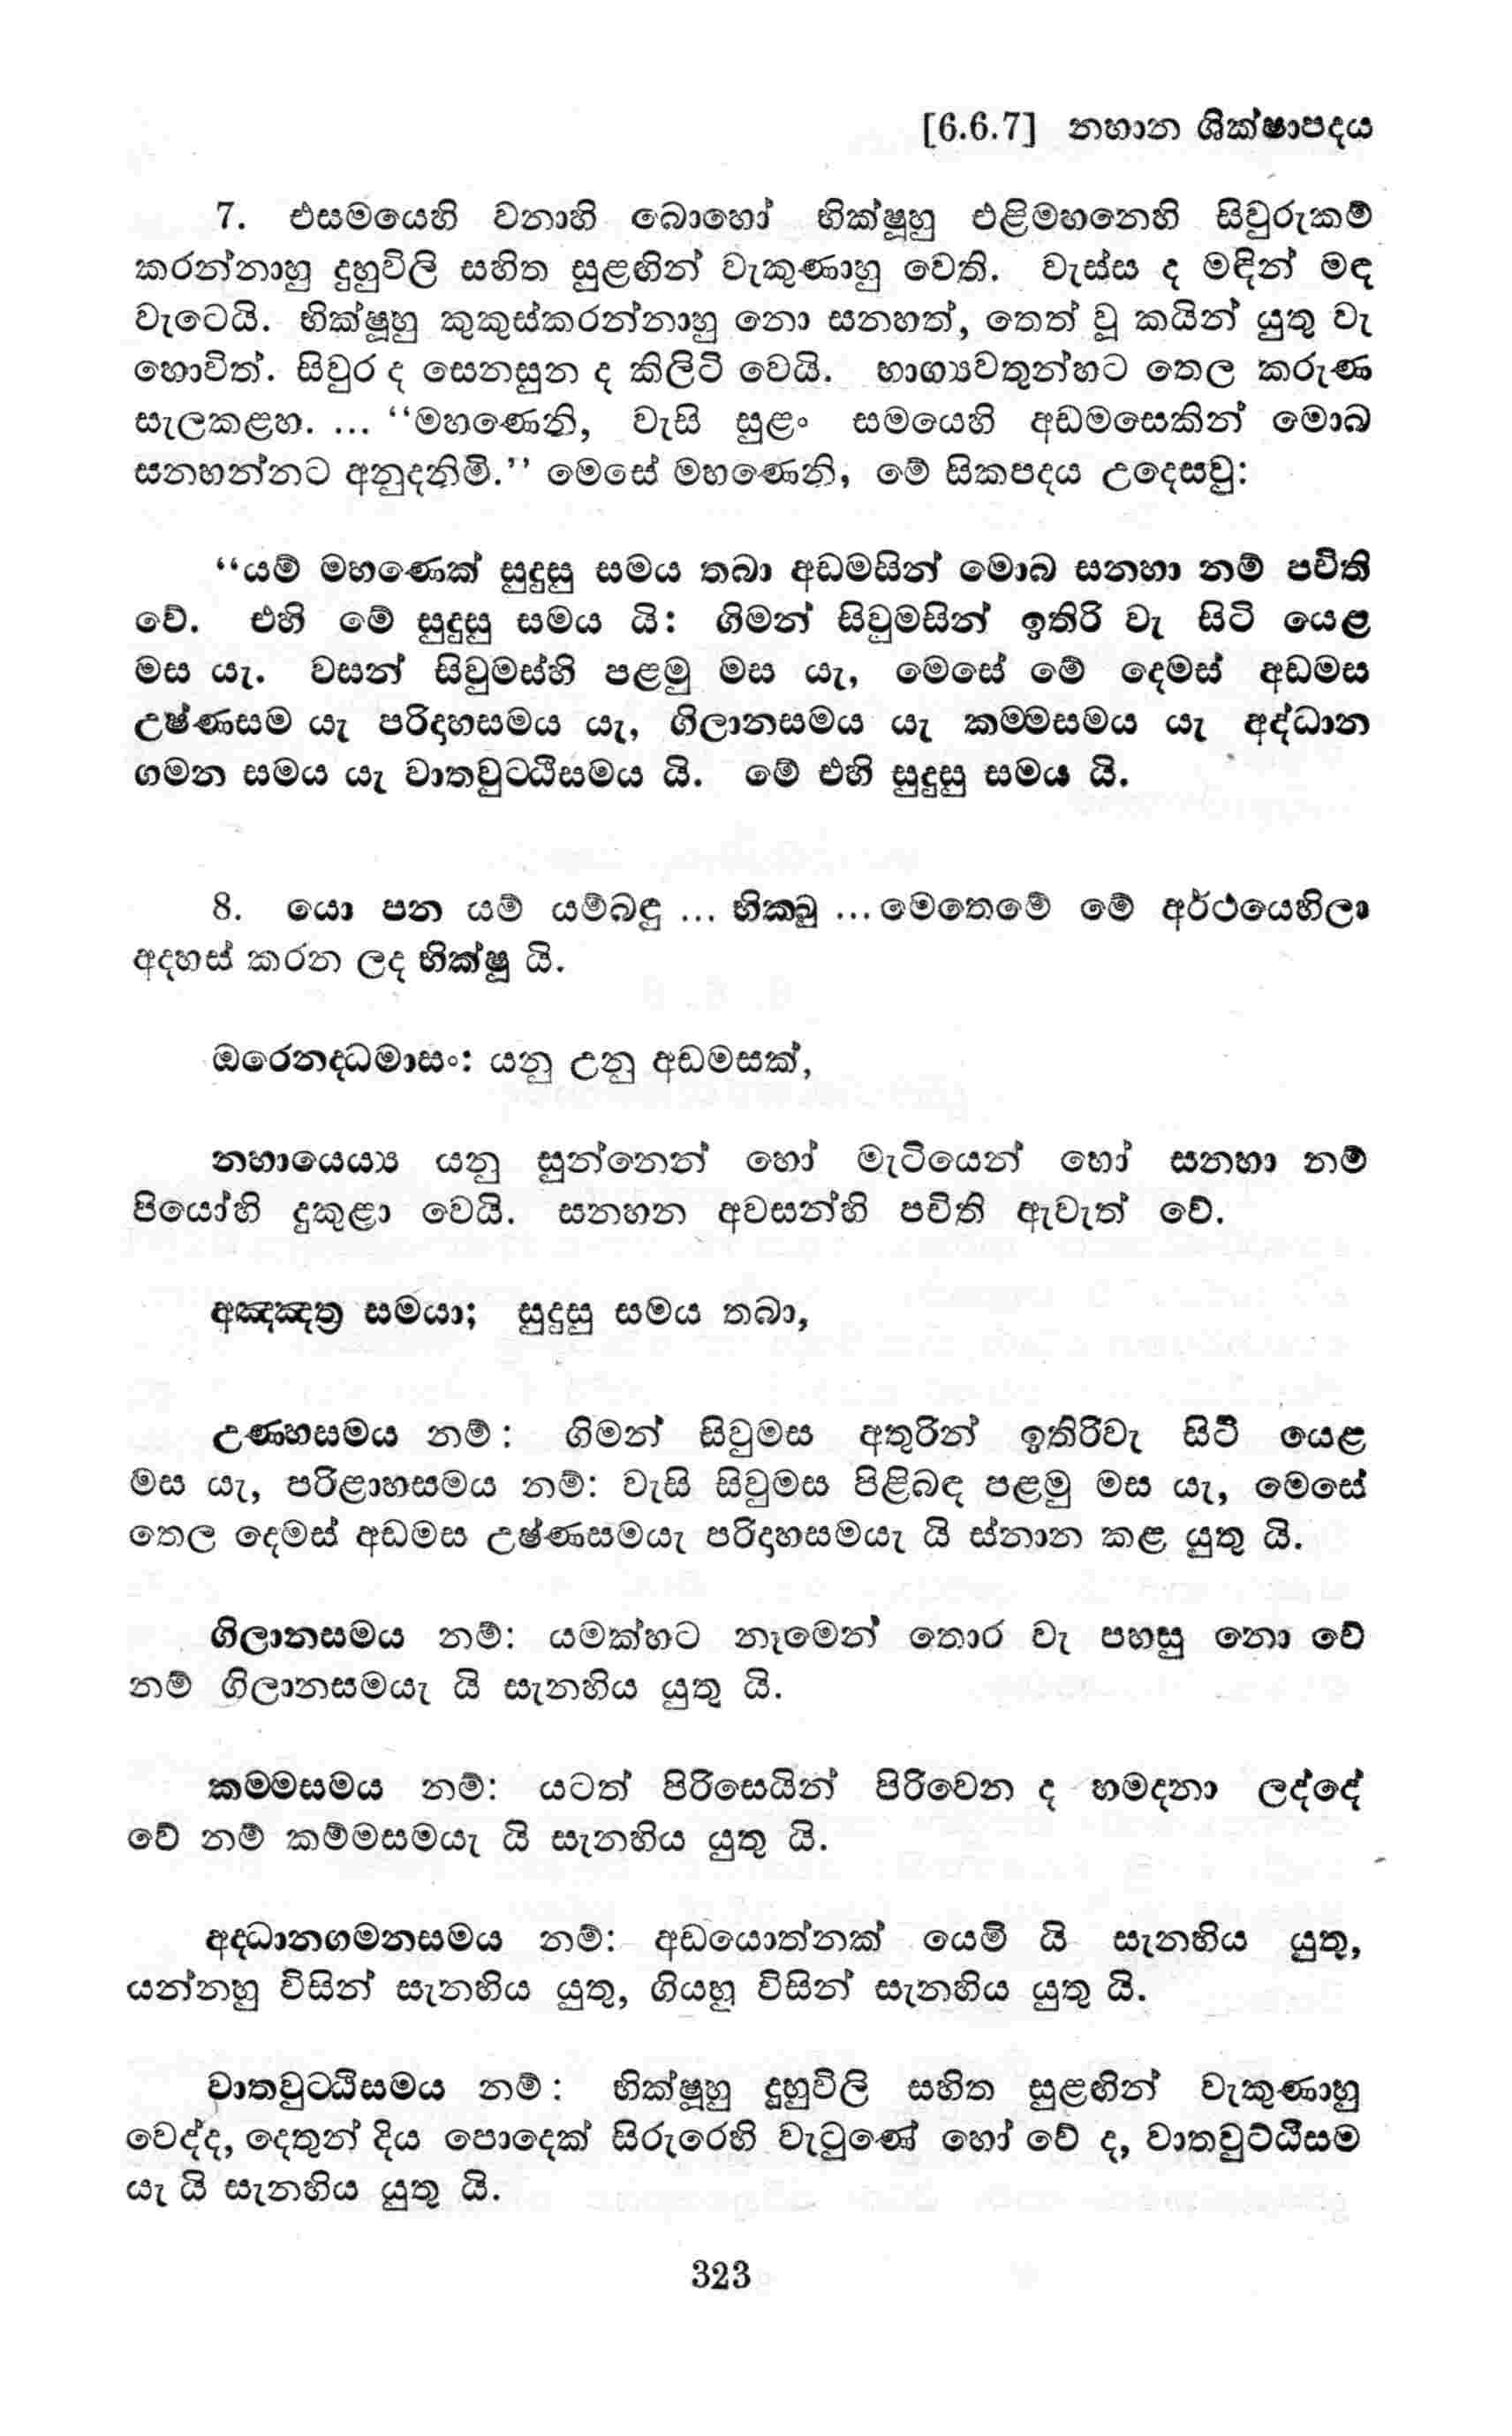 [6.6.7] නහාන ශික්ෂාපදය
7. එසමයෙහි වනාහි බොහෝ භික්ෂූහු එළිමහනෙහි සිවුරුකම්
කරන්නාහු දුහුවිලි සහිත සුළඟින් වැකුණාහු වෙති. වැස්ස ද මඳින් මඳ
වැටෙයි. භික්ෂූහු කුකුස්කරන්නාහු නො සනහත්, තෙත් වූ කයින් යුතු වැ
හොවිත්. සිවුර ද සෙනසුන ද කිලිටි වෙයි. භාග්‍යවතුන්හට තෙල කරුණ
සැලකළහ. ... “මහණෙනි, වැසි සුළං සමයෙහි අඩමසෙකින් මොබ
සනහන්නට අනුදනිමි.” මෙසේ මහණෙනි, මේ සිකපදය උදෙසවු:
“යම් මහණෙක් සුදුසු සමය තබා අඩමසින් මොබ සනහා නම් පචිති
වේ. එහි මේ සුදුසු සමය යි: ගිමන් සිවුමසින් ඉතිරි වැ සිටි යෙළ
මස යැ. වසන් සිවුමස්හි පළමු මස යැ, මෙසේ මේ දෙමස් අඩමස
උෂ්ණසම යැ පරිදාහසමය යැ, ගිලානසමය යැ කම්මසමය යැ අද්ධාන
ගමන සමය යැ වාතවුට්ඨිසමය යි. මේ එහි සුදුසු සමය යි.
8. යො පන යම් යම්බඳු ... භික්ඛු ... මෙතෙමේ මේ අර්ථයෙහිලා
අදහස් කරන ලද භික්ෂූ යි.
ඔරෙනද්ධමාසං: යනු උනු අඩමසක්,
නහායෙය්‍ය යනු සුන්නෙන් හෝ මැටියෙන් හෝ සනහා නම්
පියෝහි දුකුළා වෙයි. සනහන අවසන්හි පචිති ඇවැත් වේ.
අඤ්ඤත්‍ර සමයා; සුදුසු සමය තබා,
උණ්හසමය නම්: ගිමන් සිවුමස අතුරින් ඉතිරිවැ සිටි යෙළ
මස යැ, පරිළාහසමය නම්: වැසි සිවුමස පිළිබඳ පළමු මස යැ, මෙසේ
තෙල දෙමස් අඩමස උෂ්ණසමයැ පරිදාහසමයැ යි ස්නාන කළ යුතු යි.
ගිලානසමය නම්: යමක්හට නෑමෙන් තොර වැ පහසු නො වේ
නම් ගිලානසමයැ යි සැනහිය යුතු යි.
කම්මසමය නම්: යටත් පිරිසෙයින් පිරිවෙන ද හමදනා ලද්දේ
වේ නම් කම්මසමයැ යි සැනහිය යුතු යි.
අද්ධානගමනසමය නම්: අඩයොත්නක් යෙමි යි සැනහිය යුතු,
යන්නහු විසින් සැනහිය යුතු, ගියහු විසින් සැනහිය යුතු යි.
වාතවුට්ඨිසමය නම්: භික්ෂූහු දුහුවිලි සහිත සුළඟින් වැකුණාහු
වෙද්ද, දෙතුන් දිය පොදෙක් සිරුරෙහි වැටුණේ හෝ වේ ද, වාතවුට්ඨිසම
යැ යි සැනහිය යුතු යි.
323